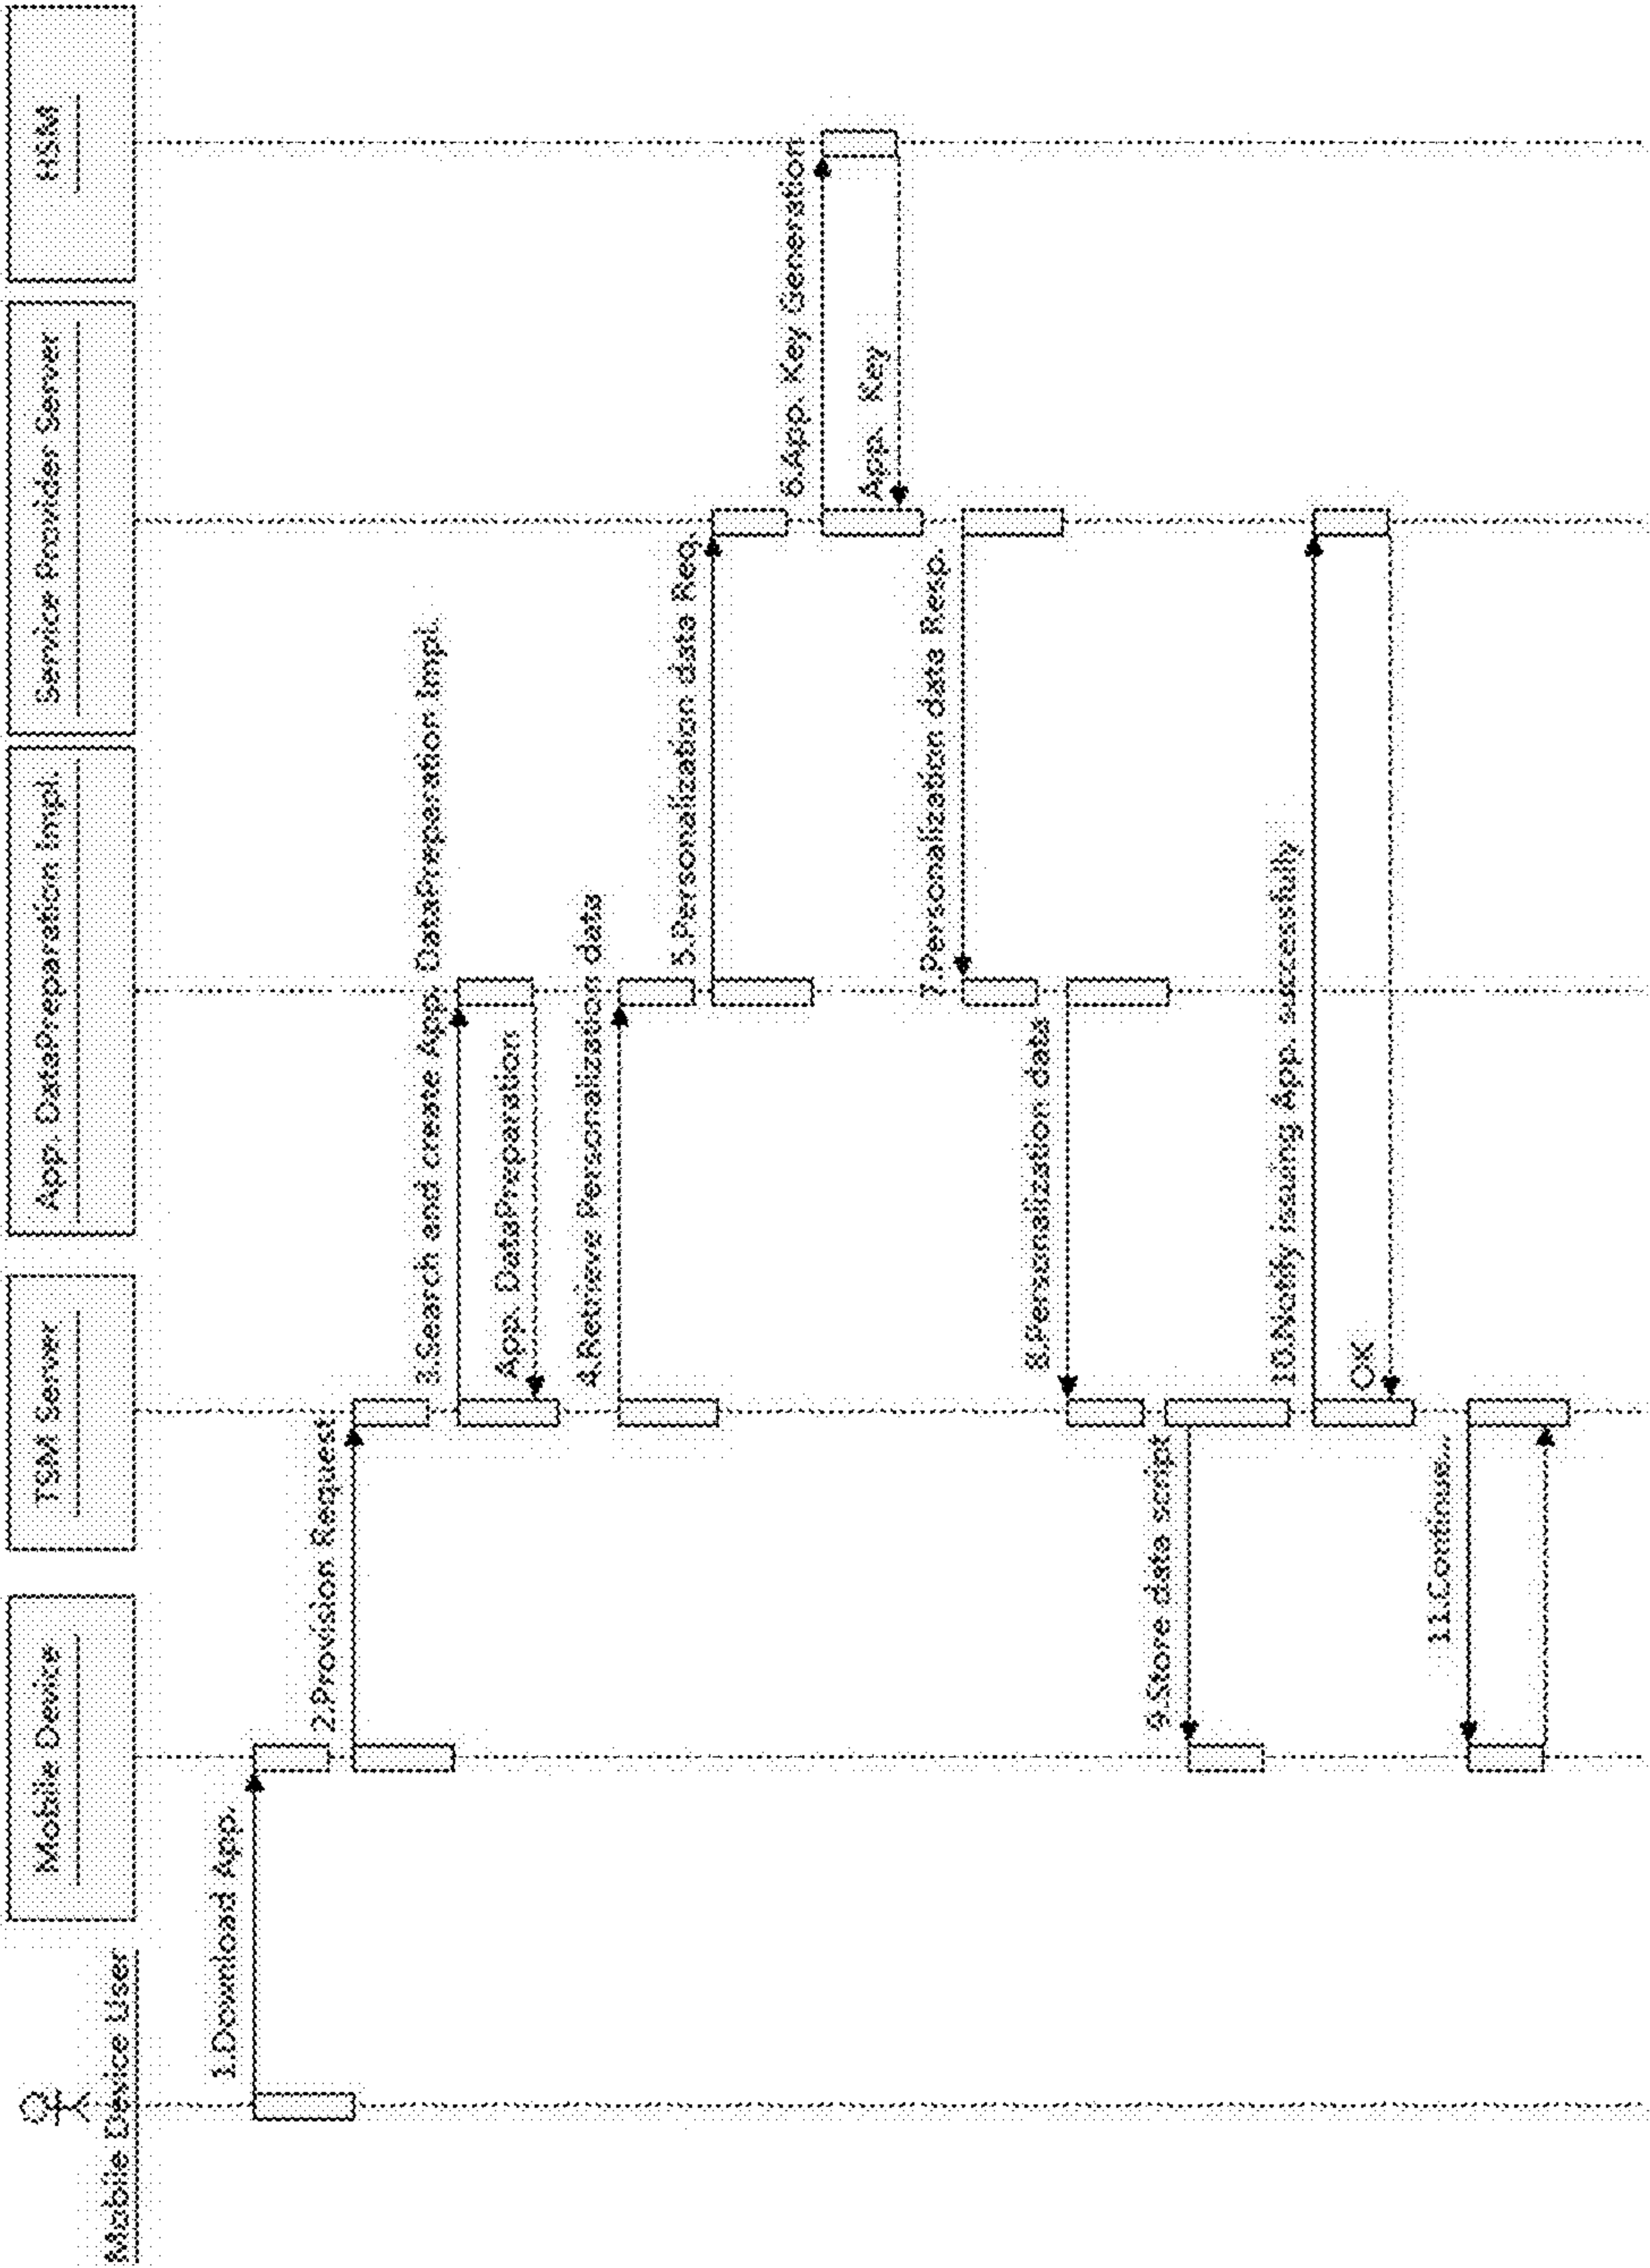 Mobile Device User
Mobile Device
TSM Server
App. DataPreparation Impl.
Service Provider Server
HSM
1.Download App.
2.Provision Request
3.Search and create App. DataPreperation Impl.
App. DataPreparation
4.Retrieve Personalization data
5.Personalization data Req.
6.App. Key Generation
App. Key
7.Personalization data Resp.
8.Personalization data
9.Store data script
10.Notify issuing App. successfully
OK
11.Continue..